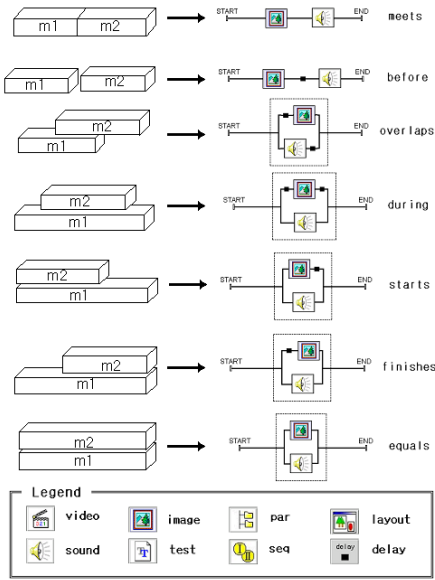 m1 m2 START END meets
m1 m2 START END before
m2 m1 START END overlaps
m2 m1 START END during
m2 m1 START END starts
m2 m1 START END finishes
m2 m1 START END equals
Legend
video image par layout
sound Tr test seq delay delay